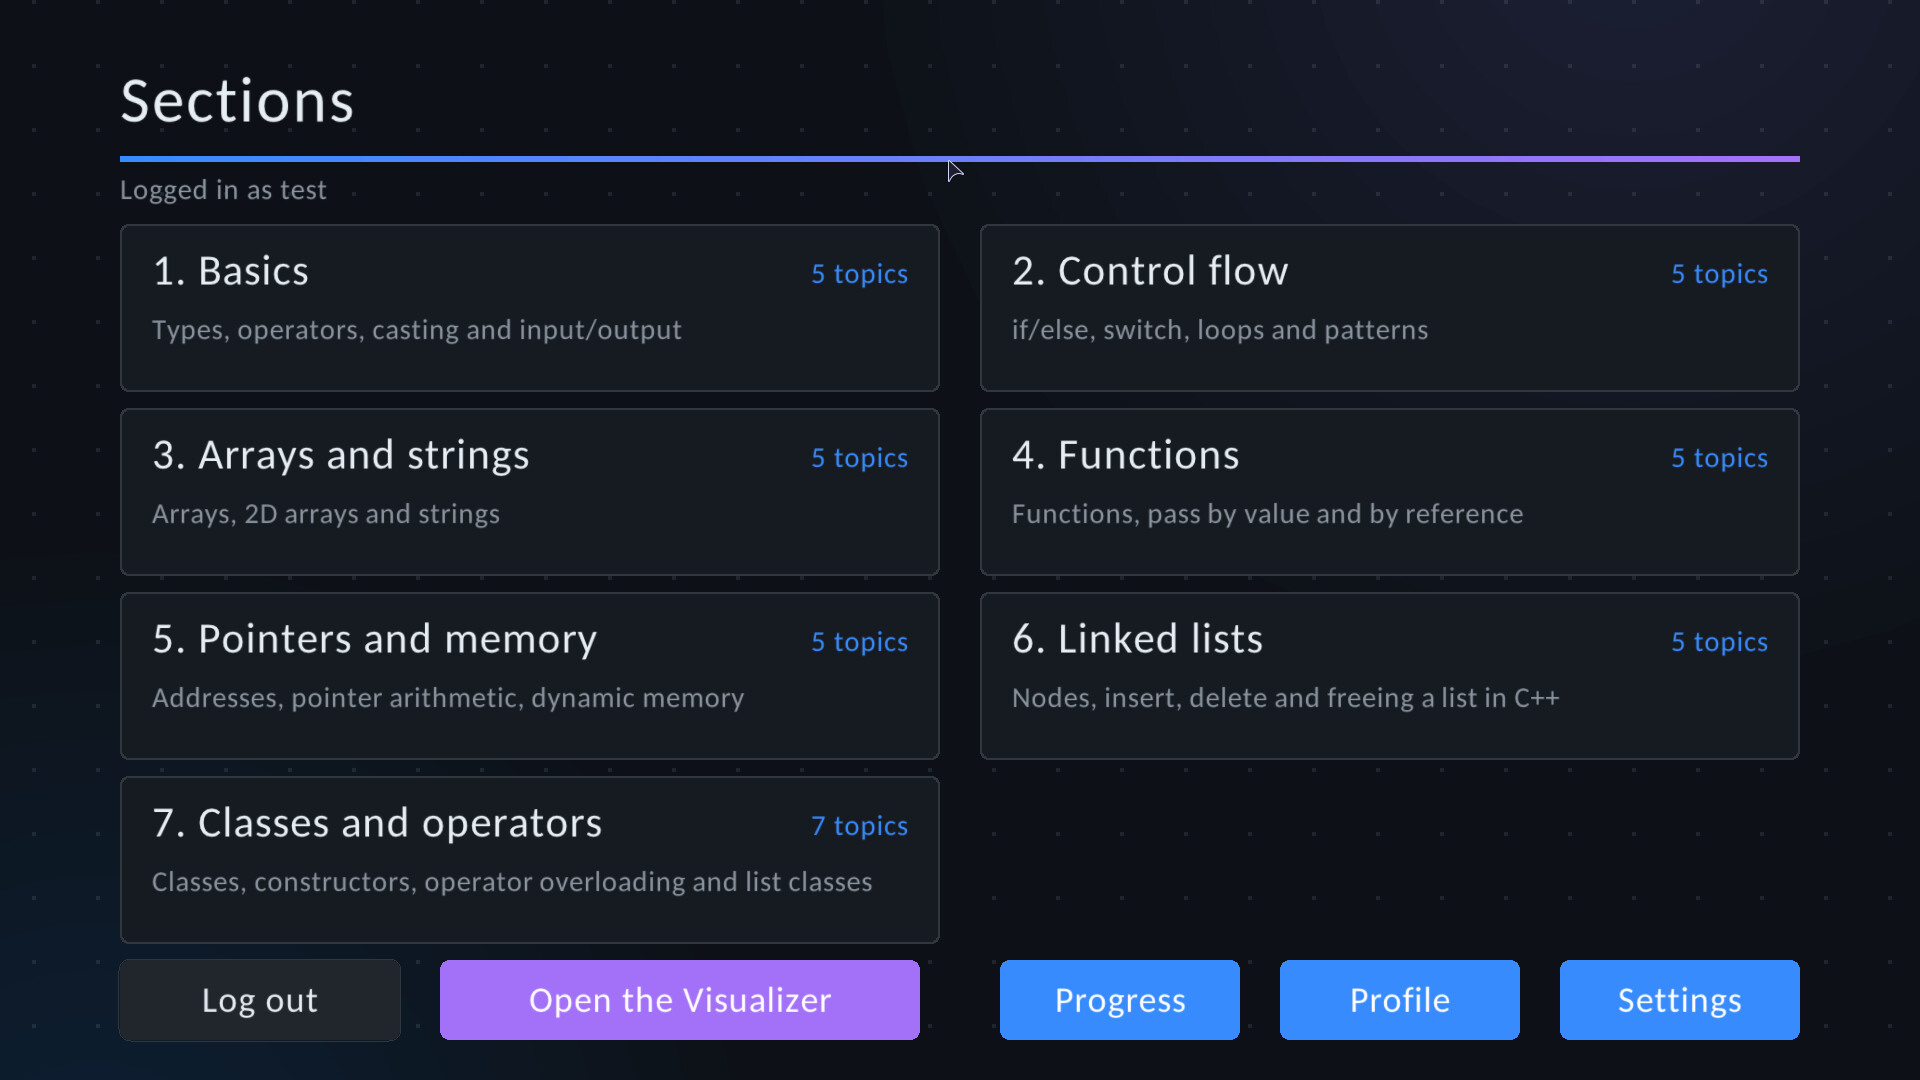 Sections
Logged in as test
1. Basics
5 topics
Types, operators, casting and input/output
2. Control flow
5 topics
if/else, switch, loops and patterns
3. Arrays and strings
5 topics
Arrays, 2D arrays and strings
4. Functions
5 topics
Functions, pass by value and by reference
5. Pointers and memory
5 topics
Addresses, pointer arithmetic, dynamic memory
6. Linked lists
5 topics
Nodes, insert, delete and freeing a list in C++
7. Classes and operators
7 topics
Classes, constructors, operator overloading and list classes
Log out
Open the Visualizer
Progress
Profile
Settings